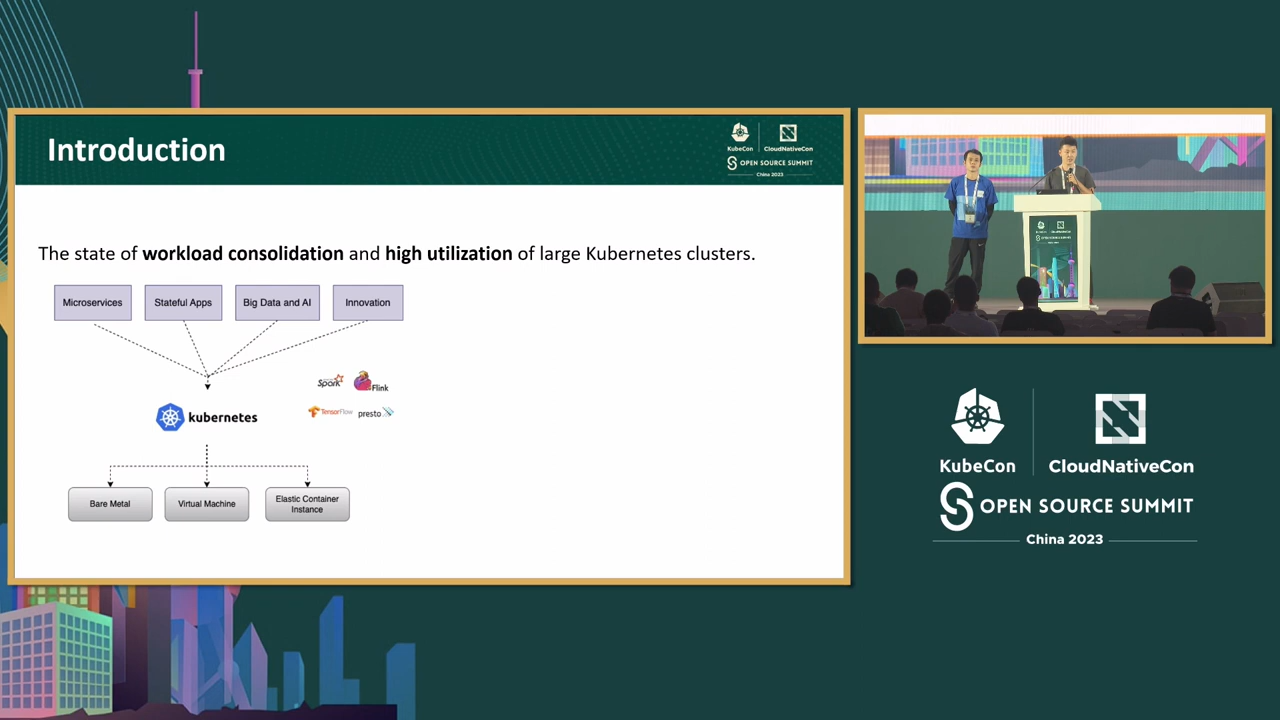 Introduction
KubeCon
CloudNativeCon
OPEN SOURCE SUMMIT
China 2023
The state of workload consolidation and high utilization of large Kubernetes clusters.
Microservices
Stateful Apps
Big Data and AI
Innovation
Spark
Flink
TensorFlow
presto
kubernetes
Bare Metal
Virtual Machine
Elastic Container
Instance
KubeCon
CloudNativeCon
OPEN SOURCE SUMMIT
China 2023